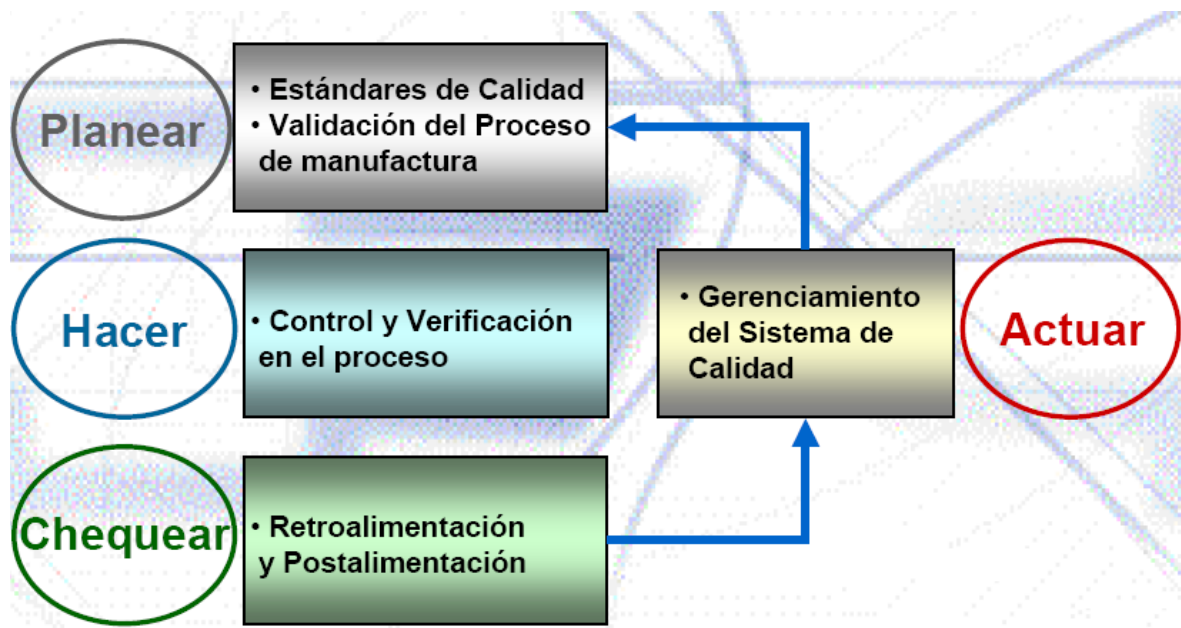 Planear
• Estándares de Calidad
• Validación del Proceso
de manufactura
Hacer
• Control y Verificación
en el proceso
• Gerenciamiento
del Sistema de
Calidad
Actuar
Chequear
• Retroalimentación
y Postalimentación